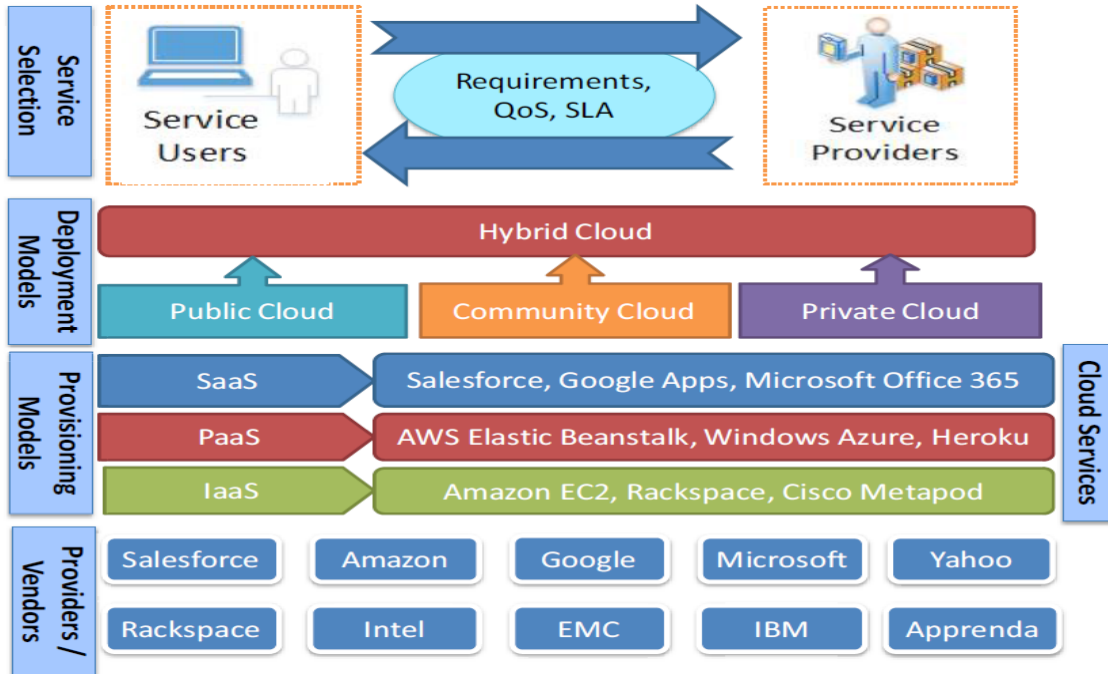 Service
Selection
Service
Users
Requirements,
QoS, SLA
Service
Providers
Deployment
Models
Hybrid Cloud
Public Cloud
Community Cloud
Private Cloud
Provisioning
Models
SaaS
Salesforce, Google Apps, Microsoft Office 365
PaaS
AWS Elastic Beanstalk, Windows Azure, Heroku
IaaS
Amazon EC2, Rackspace, Cisco Metapod
Cloud Services
Providers /
Vendors
Salesforce
Amazon
Google
Microsoft
Yahoo
Rackspace
Intel
EMC
IBM
Apprenda